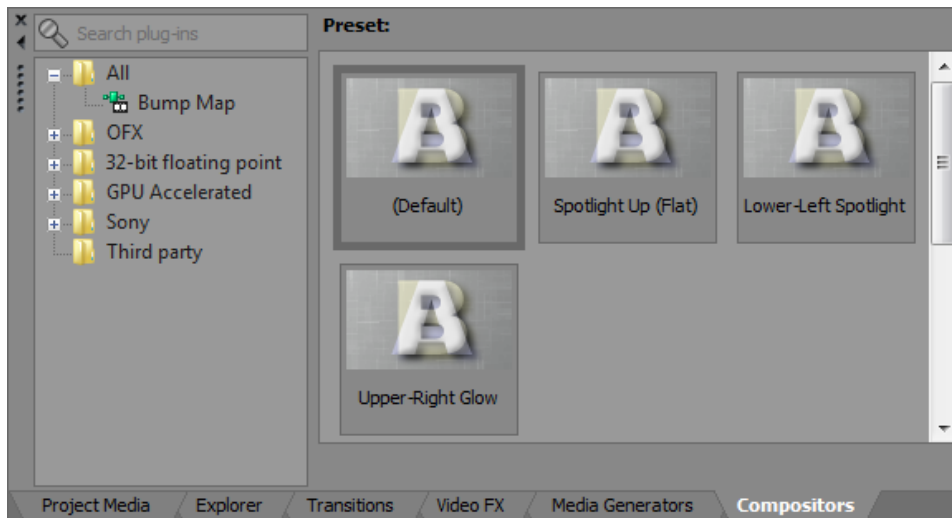 Search plug-ins
Preset:
All
Bump Map
OFX
32-bit floating point
GPU Accelerated
Sony
Third party
(Default)
Spotlight Up (Flat)
Lower-Left Spotlight
Upper-Right Glow
Project Media
Explorer
Transitions
Video FX
Media Generators
Compositors